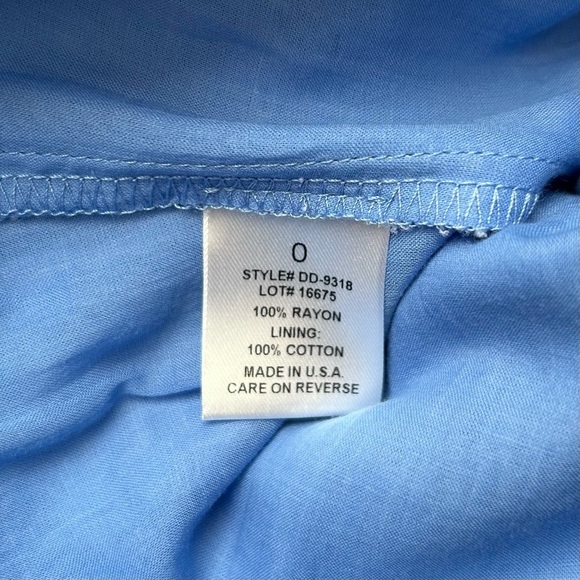 0
STYLE# DD-9318
LOT# 16675
100% RAYON
LINING:
100% COTTON
MADE IN U.S.A.
CARE ON REVERSE